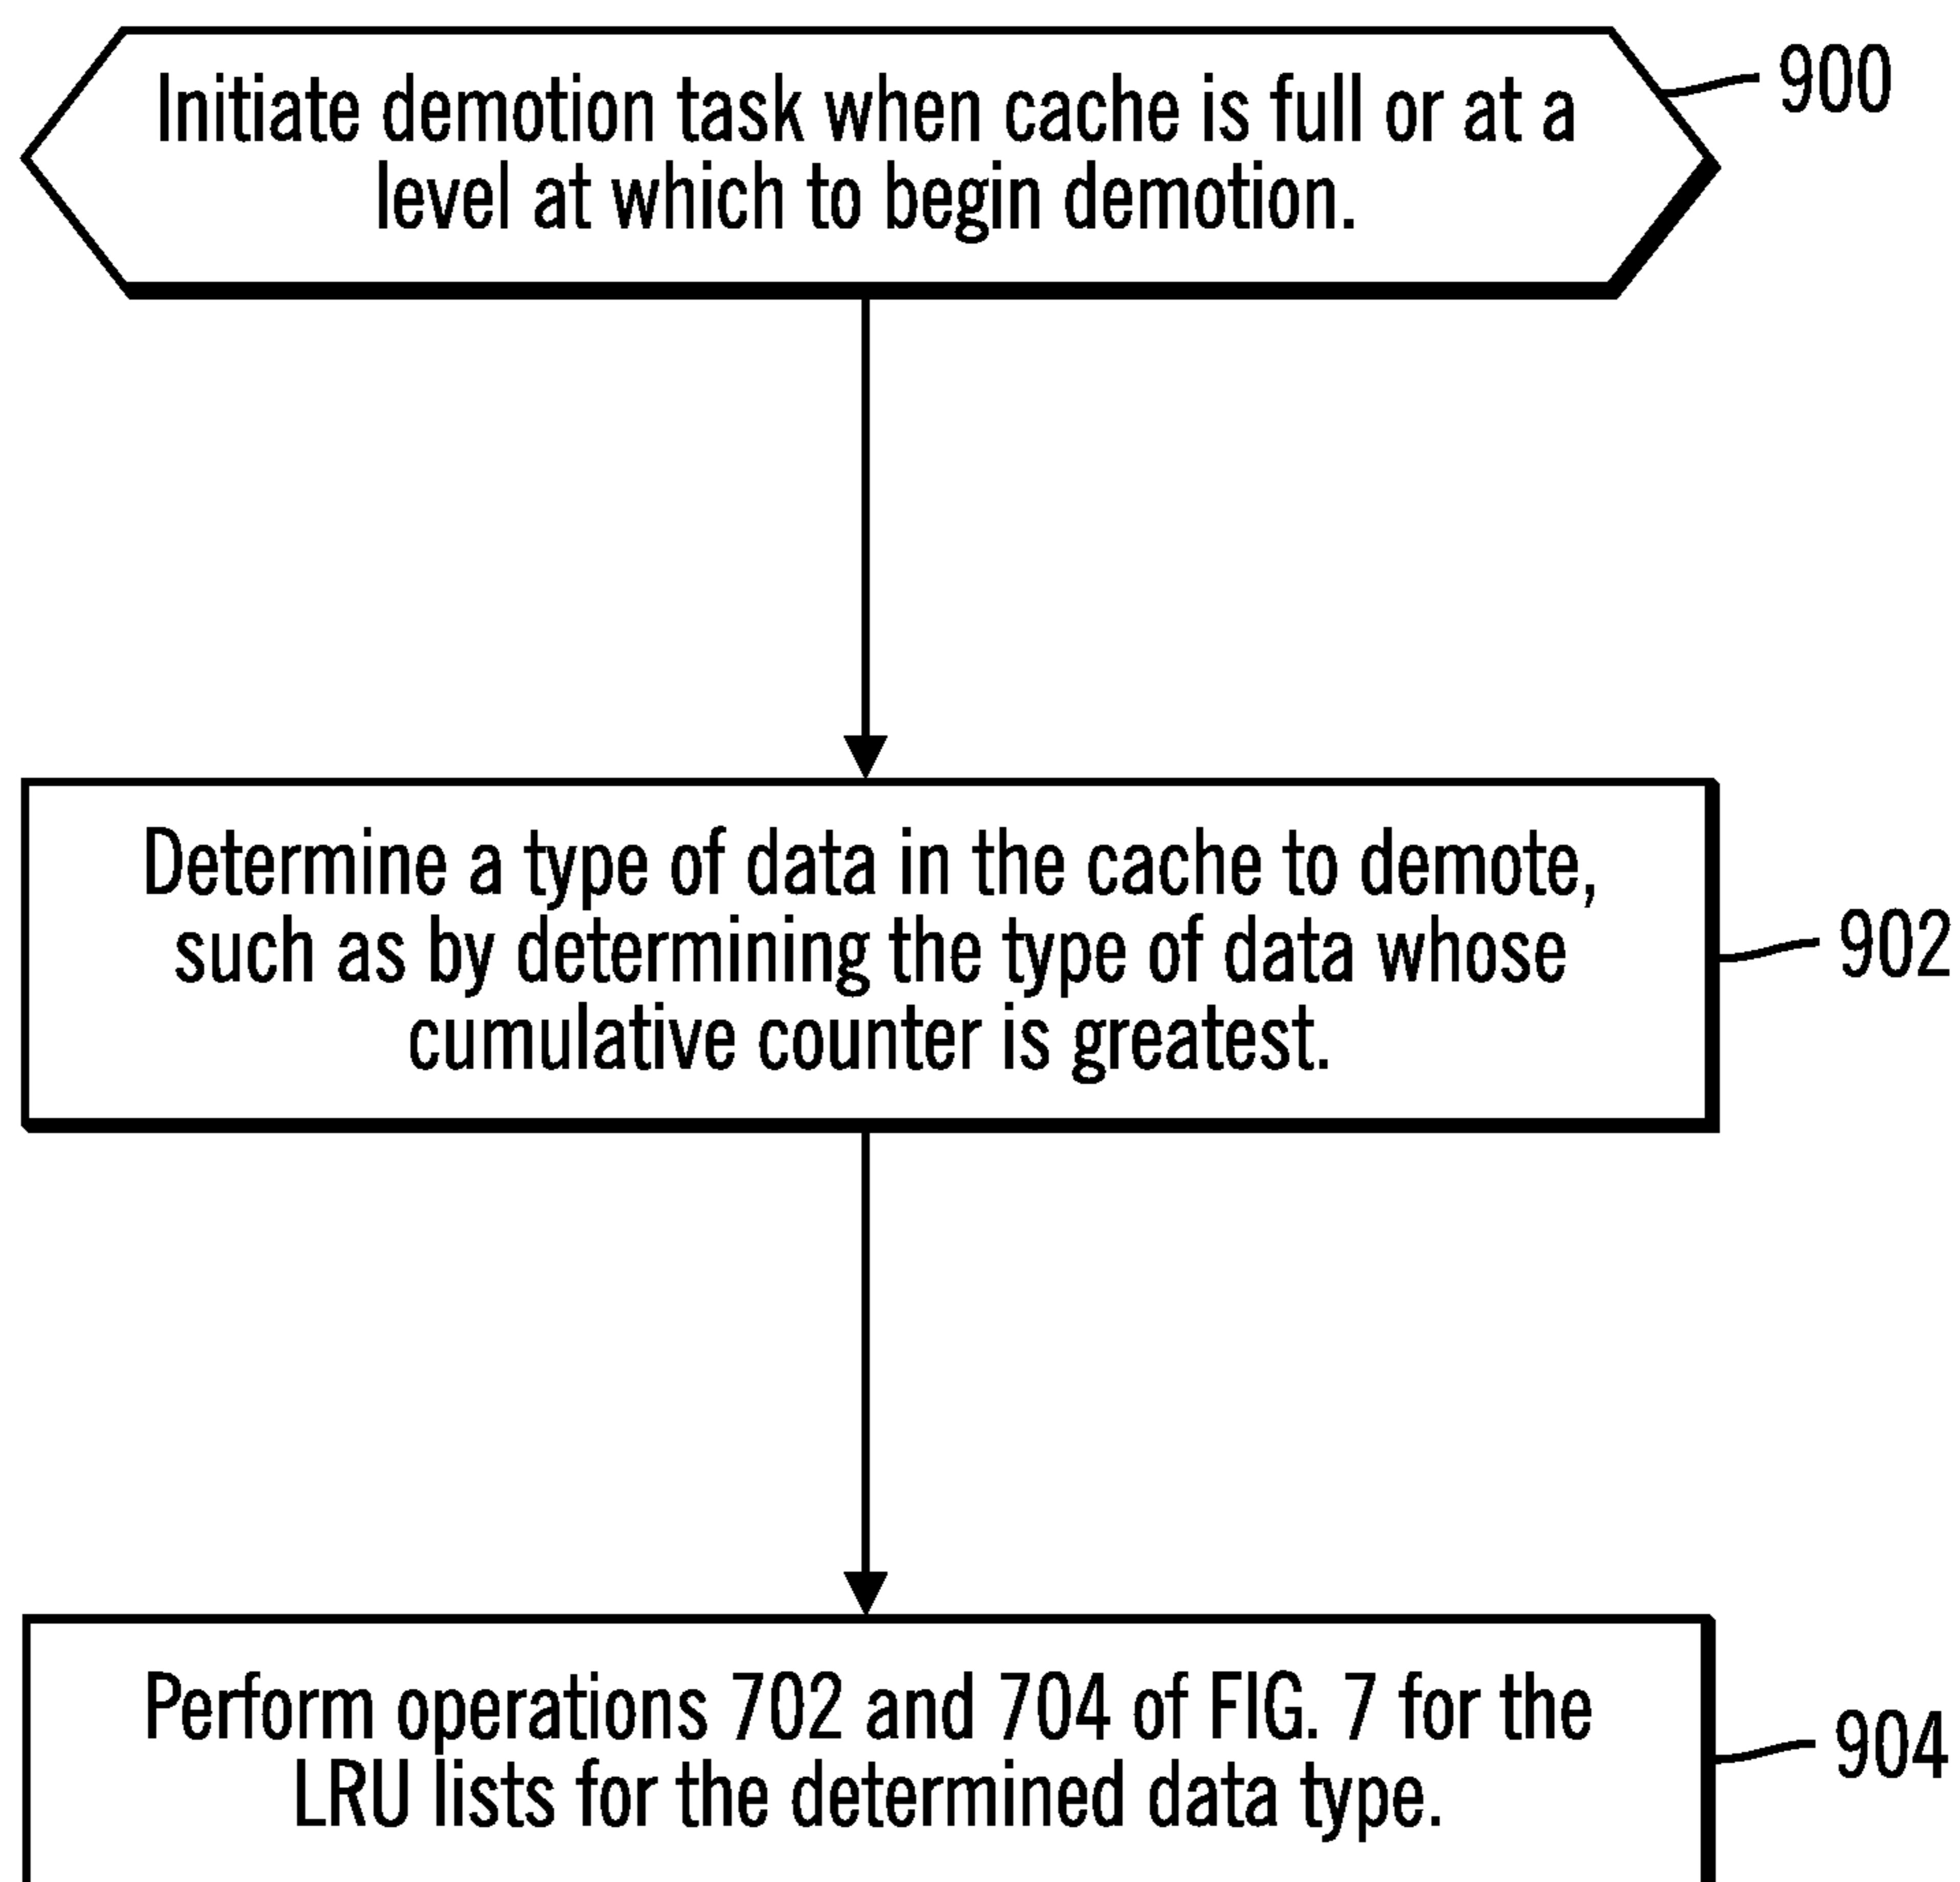 Initiate demotion task when cache is full or at a
level at which to begin demotion.
900
Determine a type of data in the cache to demote,
such as by determining the type of data whose
cumulative counter is greatest.
902
Perform operations 702 and 704 of FIG. 7 for the
LRU lists for the determined data type.
904